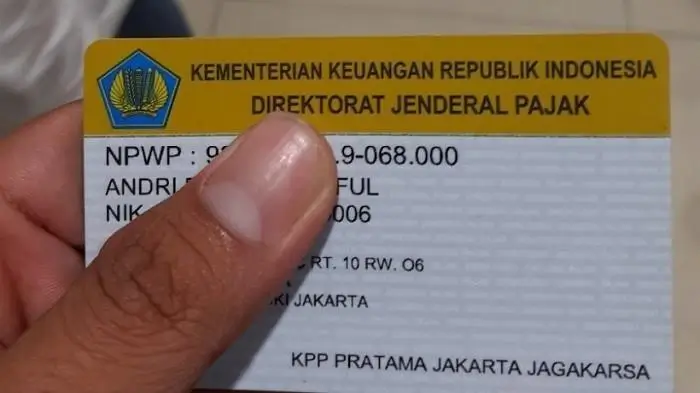 KEMENTERIAN KEUANGAN REPUBLIK INDONESIA
DIREKTORAT JENDERAL PAJAK
NPWP : 9 .9-068.000
ANDRI FUL
NIK 006
RT. 10 RW. O6
JAKARTA
KPP PRATAMA JAKARTA JAGAKARSA